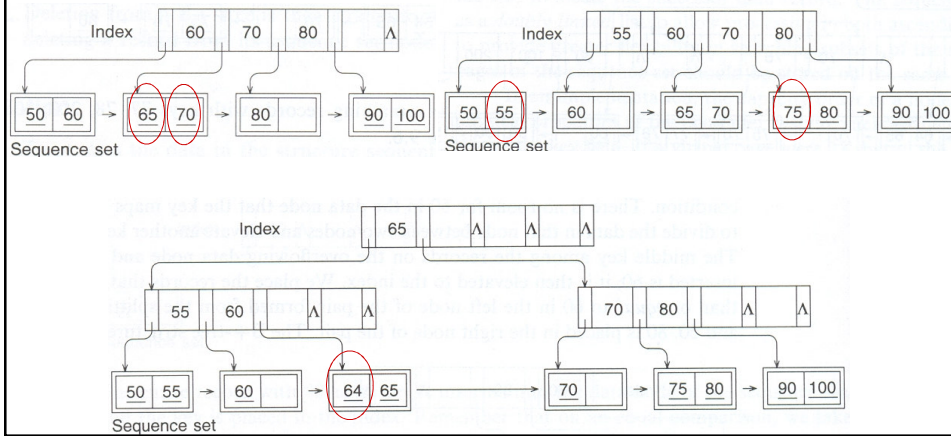 Index 60 70 80 Λ
50 60 65 70 80 90 100
Sequence set
Index 55 60 70 80
50 55 60 65 70 75 80 90 100
Sequence set
Index 65 Λ Λ Λ
55 60 Λ Λ
70 80 Λ Λ
50 55 60 64 65 70 75 80 90 100
Sequence set